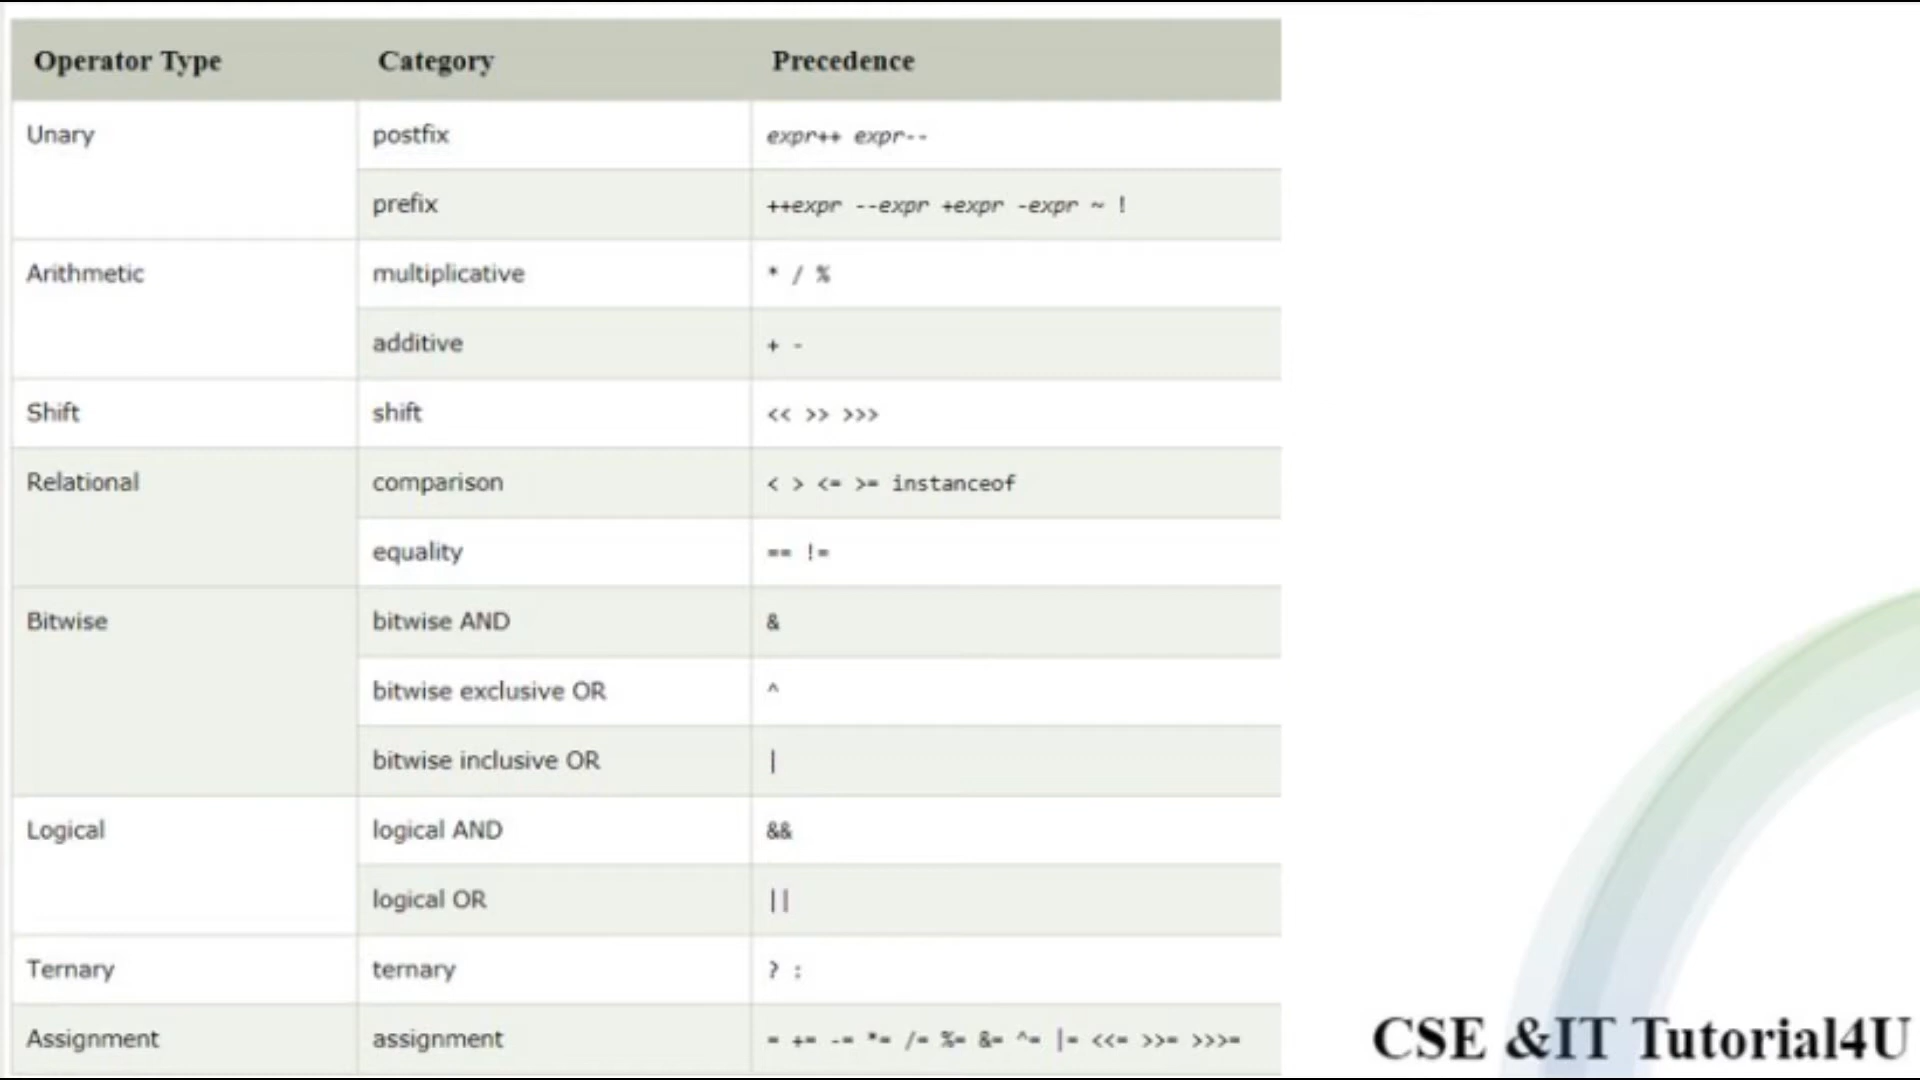 Operator Type Category Precedence
Unary postfix expr++ expr--
prefix ++expr --expr +expr -expr ~ !
Arithmetic multiplicative * / %
additive + -
Shift shift << >> >>>
Relational comparison < > <= >= instanceof
equality == !=
Bitwise bitwise AND &
bitwise exclusive OR ^
bitwise inclusive OR |
Logical logical AND &&
logical OR ||
Ternary ternary ? :
Assignment assignment = += -= *= /= %= &= ^= |= <<= >>= >>>=
CSE &IT Tutorial4U